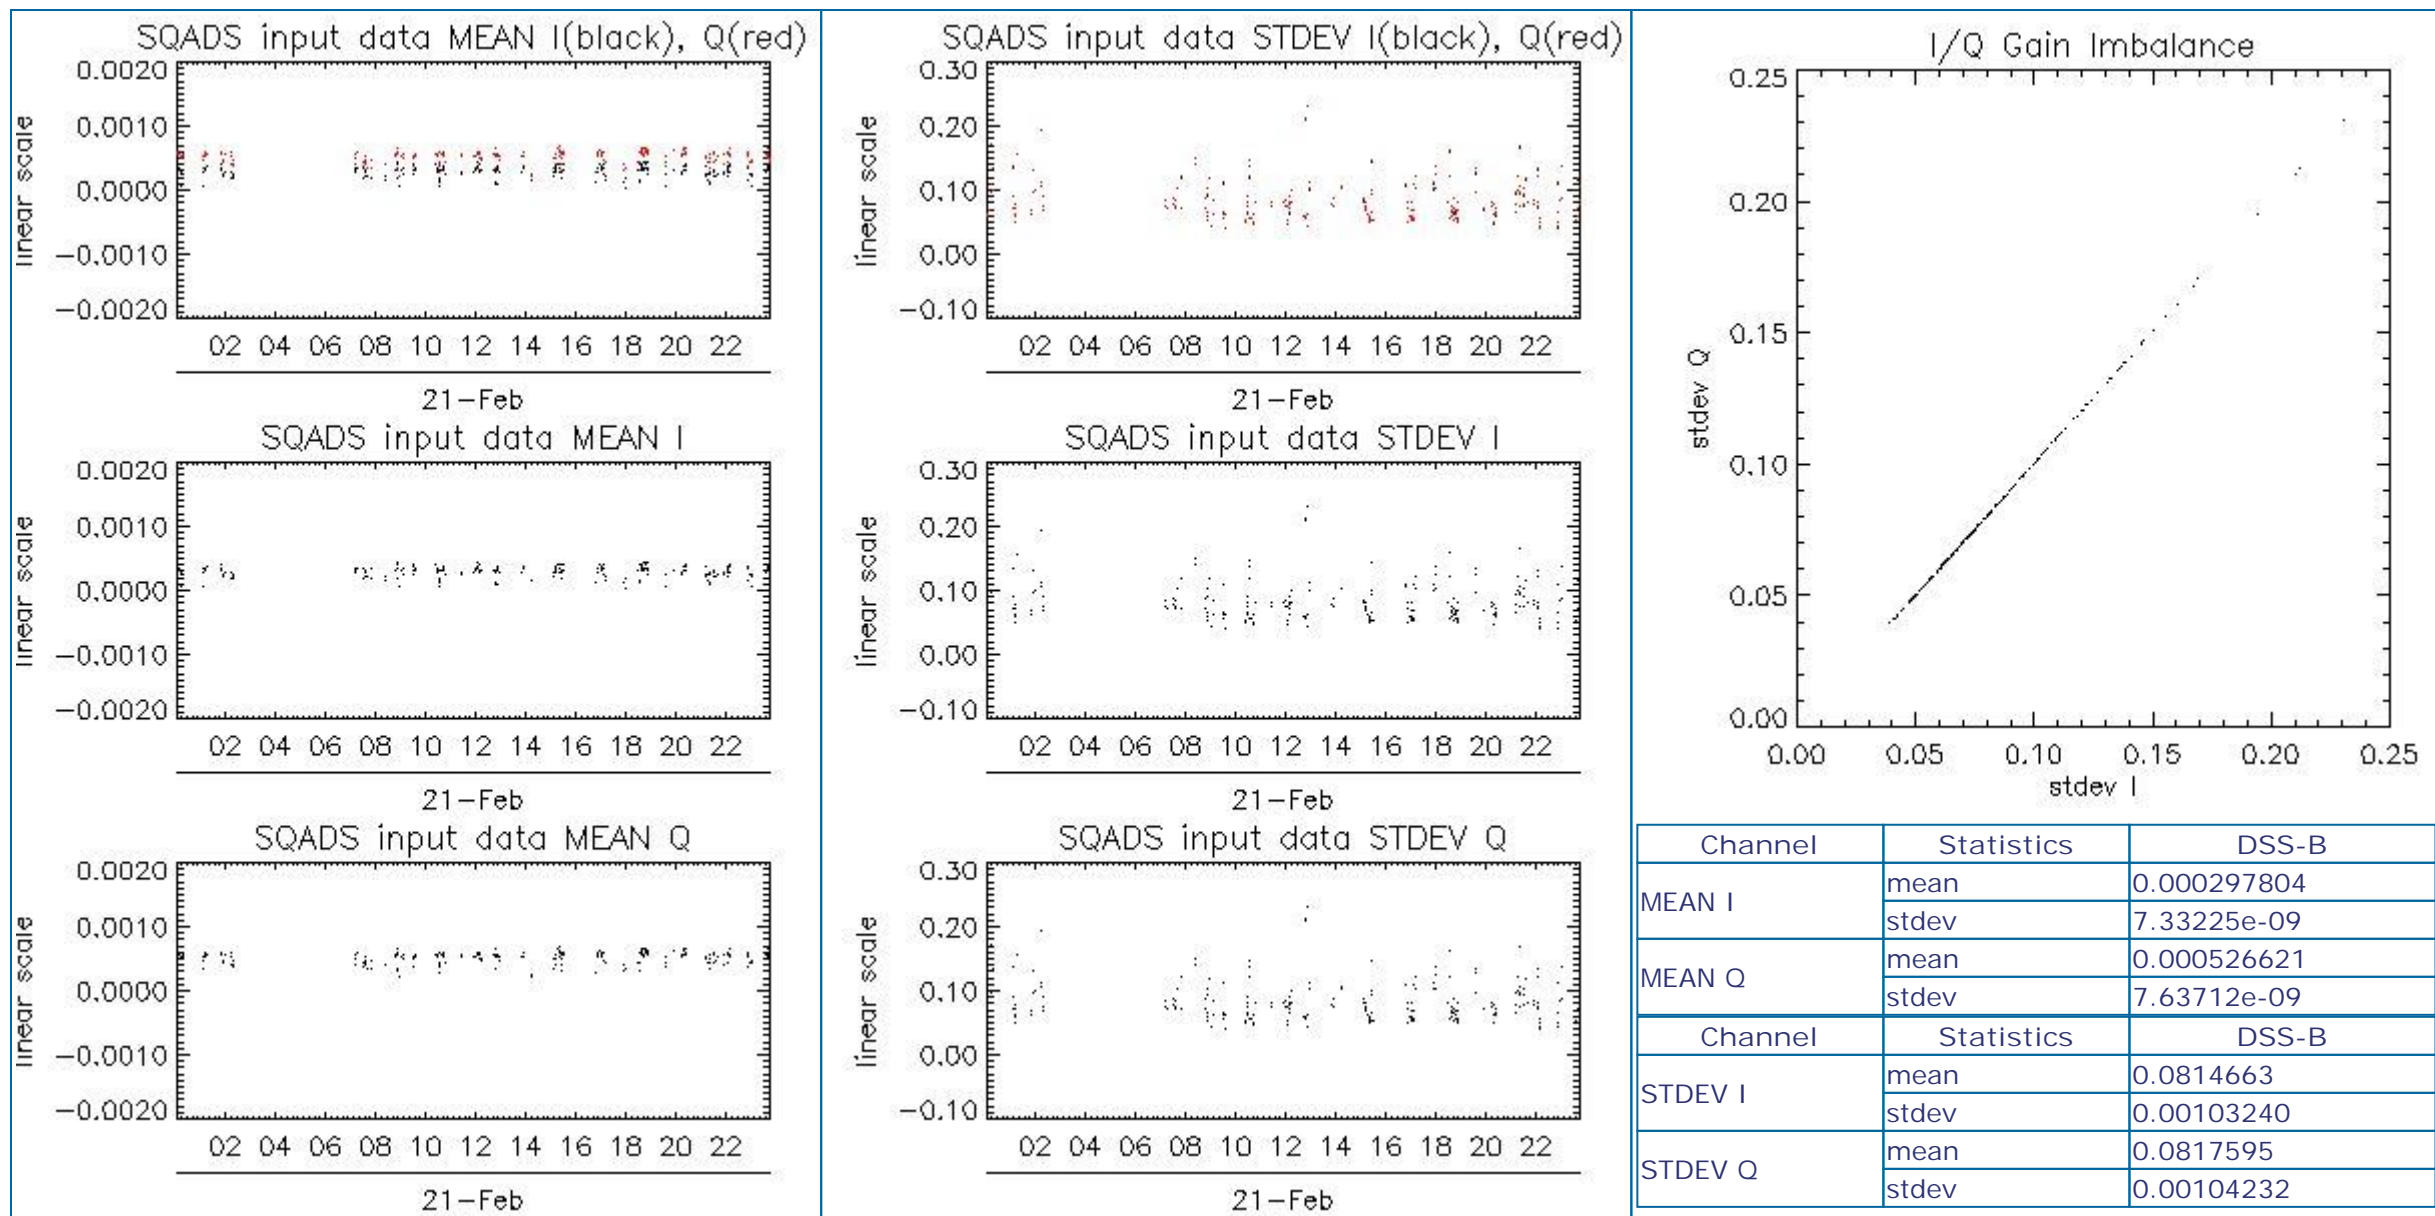 SQADS input data MEAN I(black), Q(red)
0.0020
0.0010
0.0000
−0.0010
−0.0020
linear scale
02 04 06 08 10 12 14 16 18 20 22
21−Feb
SQADS input data MEAN I
0.0020
0.0010
0.0000
−0.0010
−0.0020
linear scale
02 04 06 08 10 12 14 16 18 20 22
21−Feb
SQADS input data MEAN Q
0.0020
0.0010
0.0000
−0.0010
−0.0020
linear scale
02 04 06 08 10 12 14 16 18 20 22
21−Feb
SQADS input data STDEV I(black), Q(red)
0.30
0.20
0.10
0.00
−0.10
linear scale
02 04 06 08 10 12 14 16 18 20 22
21−Feb
SQADS input data STDEV I
0.30
0.20
0.10
0.00
−0.10
linear scale
02 04 06 08 10 12 14 16 18 20 22
21−Feb
SQADS input data STDEV Q
0.30
0.20
0.10
0.00
−0.10
linear scale
02 04 06 08 10 12 14 16 18 20 22
21−Feb
I/Q Gain Imbalance
0.25
0.20
0.15
0.10
0.05
0.00
stdev Q
0.00 0.05 0.10 0.15 0.20 0.25
stdev I
Channel Statistics DSS-B
MEAN I mean 0.000297804
stdev 7.33225e-09
MEAN Q mean 0.000526621
stdev 7.63712e-09
Channel Statistics DSS-B
STDEV I mean 0.0814663
stdev 0.00103240
STDEV Q mean 0.0817595
stdev 0.00104232